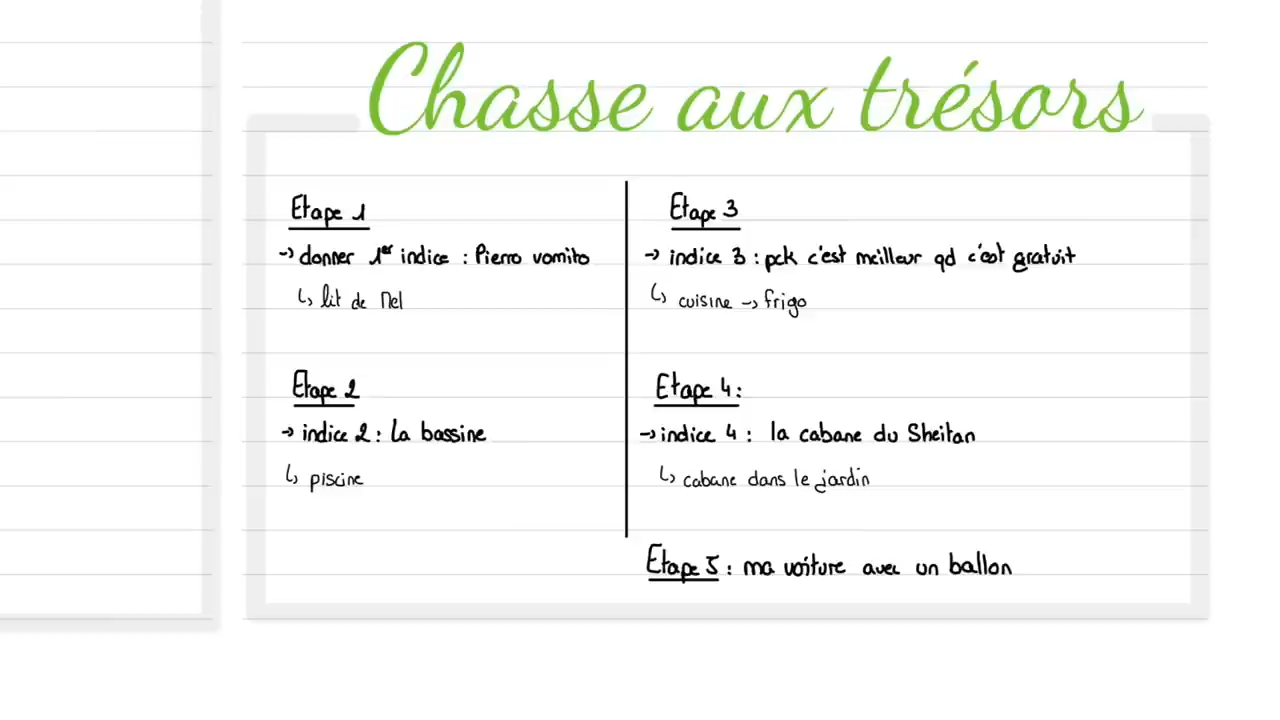 Chasse aux trésors
Etape 1
→ donner 1er indice : Pierro vomito
↳ lit de Nel
Etape 2
→ indice 2 : la bassine
↳ piscine
Etape 3
→ indice 3 : pck c'est meilleur qd c'est gratuit
↳ cuisine → frigo
Etape 4 :
→ indice 4 : la cabane du Sheitan
↳ cabane dans le jardin
Etape 5 : ma voiture avec un ballon